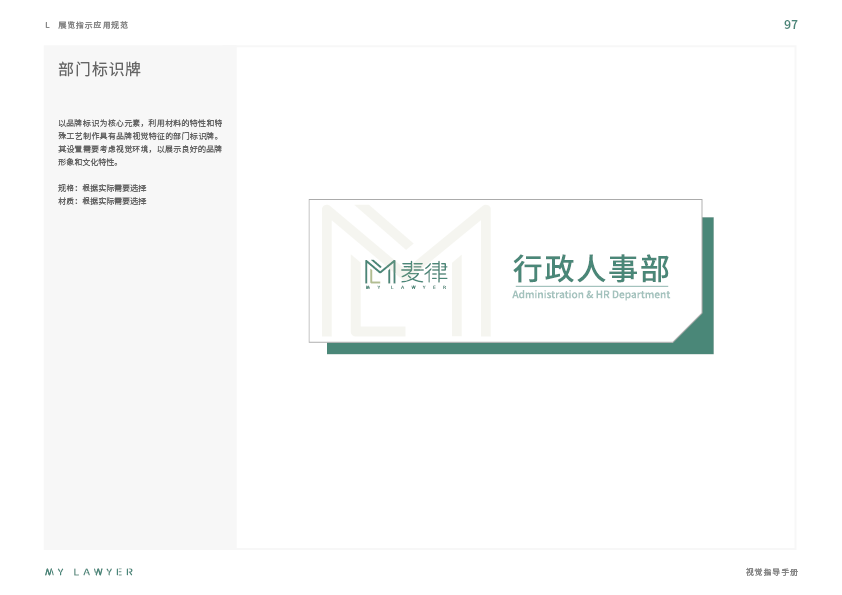 L 展览指示应用规范
97
部门标识牌
以品牌标识为核心元素，利用材料的特性和特
殊工艺制作具有品牌视觉特征的部门标识牌。
其设置需要考虑视觉环境，以展示良好的品牌
形象和文化特性。
规格：根据实际需要选择
材质：根据实际需要选择
麦律
MY LAWYER
行政人事部
Administration & HR Department
MY LAWYER
视觉指导手册